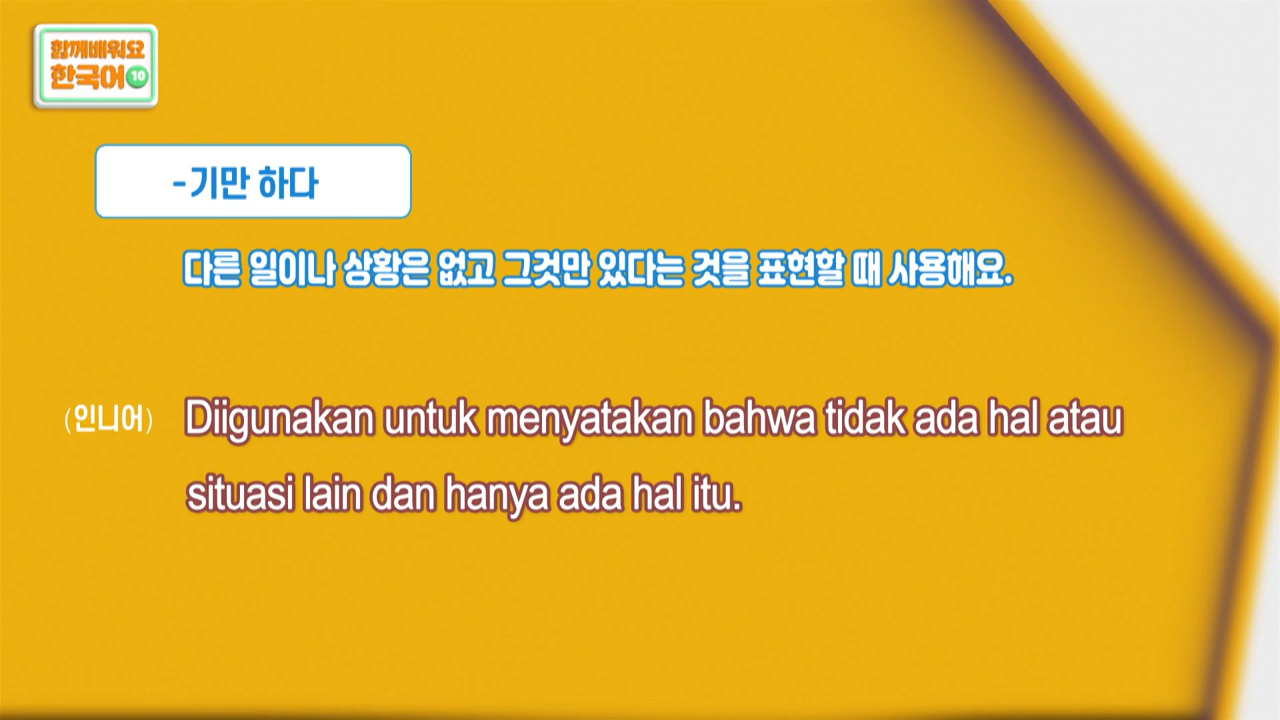 함께배워요
한국어 10
-기만 하다
다른 일이나 상황은 없고 그것만 있다는 것을 표현할 때 사용해요.
(인니어) Diigunakan untuk menyatakan bahwa tidak ada hal atau
situasi lain dan hanya ada hal itu.